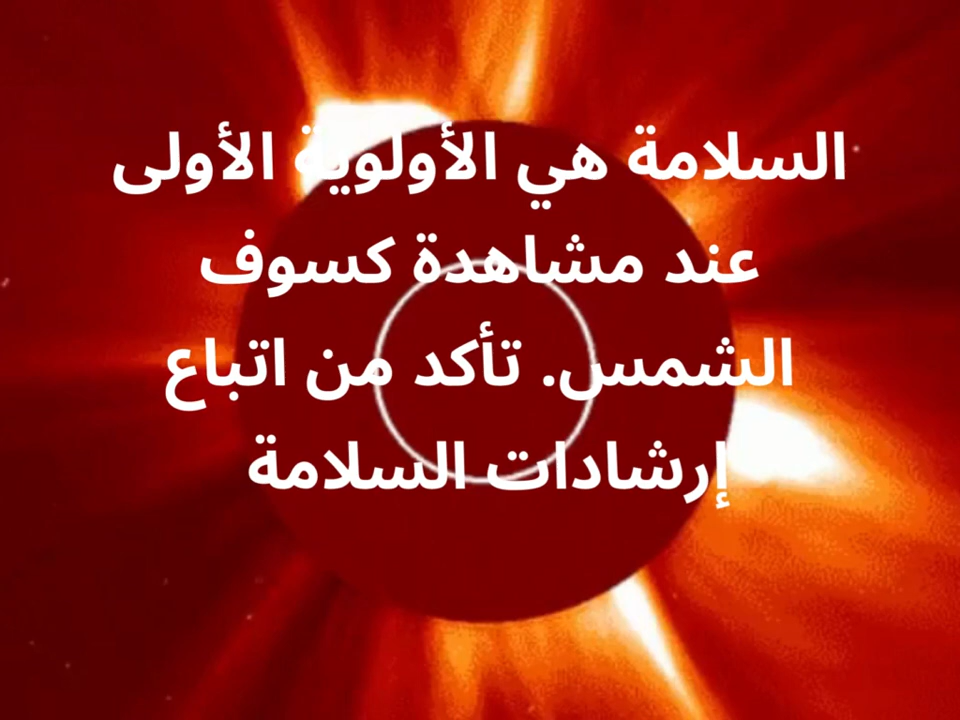 السلامة هي الأولوية الأولى
عند مشاهدة كسوف
الشمس. تأكد من اتباع
إرشادات السلامة